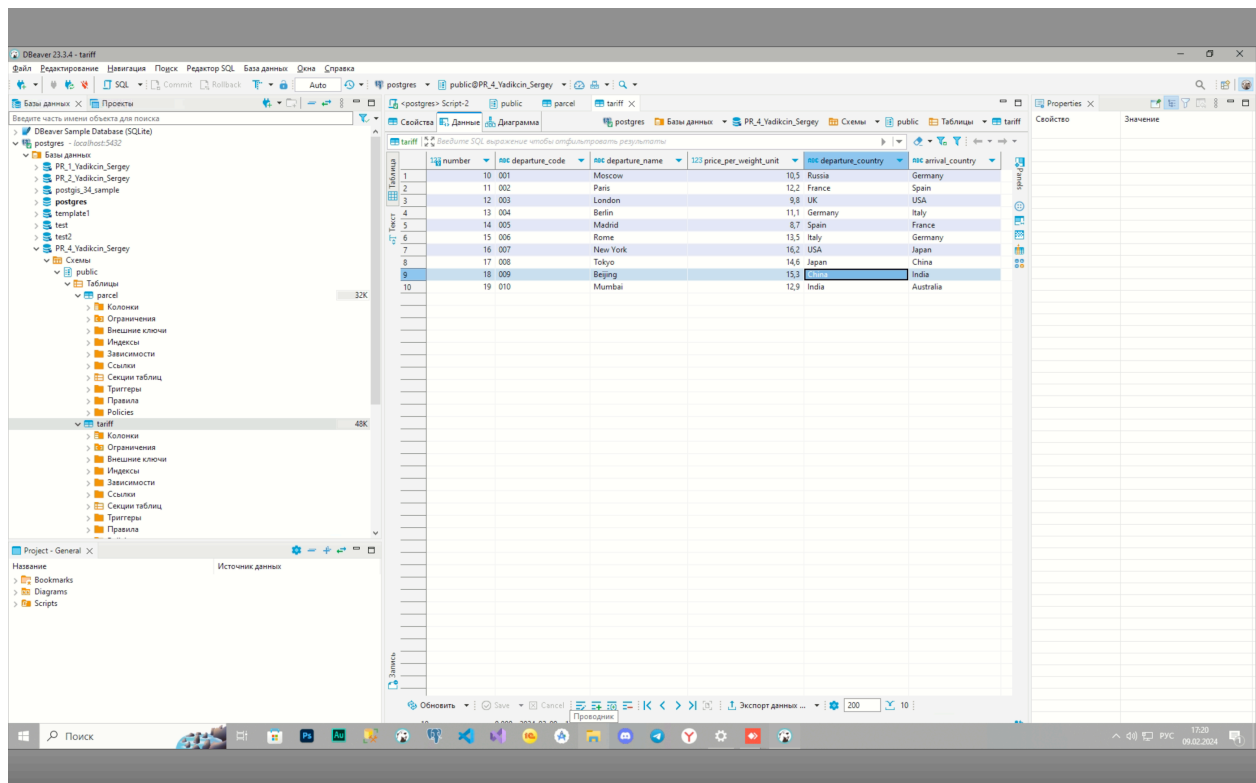 DBeaver 23.3.4 - tariff
Файл Редактирование Навигация Поиск Редактор SQL База данных Окна Справка
SQL Commit Rollback Auto postgres public@PR_4_Yadikcin_Sergey
Базы данных Проекты
Введите часть имени объекта для поиска
DBeaver Sample Database (SQLite)
postgres - localhost:5432
Базы данных
PR_1_Yadikcin_Sergey
PR_2_Yadikcin_Sergey
postgis_34_sample
postgres
template1
test
test2
PR_4_Yadikcin_Sergey
Схемы
public
Таблицы
parcel 32K
Колонки
Ограничения
Внешние ключи
Индексы
Зависимости
Ссылки
Секции таблиц
Триггеры
Правила
Policies
tariff 48K
Колонки
Ограничения
Внешние ключи
Индексы
Зависимости
Ссылки
Секции таблиц
Триггеры
Правила
Project - General
Название Источник данных
Bookmarks
Diagrams
Scripts
<postgres> Script-2 public parcel tariff
Свойства Данные Диаграмма postgres Базы данных PR_4_Yadikcin_Sergey Схемы public Таблицы tariff
tariff Введите SQL выражение чтобы отфильтровать результаты
Таблица
Текст
Запись
123 number ABC departure_code ABC departure_name 123 price_per_weight_unit ABC departure_country ABC arrival_country
1 10 001 Moscow 10,5 Russia Germany
2 11 002 Paris 12,2 France Spain
3 12 003 London 9,8 UK USA
4 13 004 Berlin 11,1 Germany Italy
5 14 005 Madrid 8,7 Spain France
6 15 006 Rome 13,5 Italy Germany
7 16 007 New York 16,2 USA Japan
8 17 008 Tokyo 14,6 Japan China
9 18 009 Beijing 15,3 China India
10 19 010 Mumbai 12,9 India Australia
Panels
Обновить Save Cancel Экспорт данных ... 200 10
Проводник
Properties
Свойство Значение
Поиск
Ps
Au
1C
РУС
17:20
09.02.2024